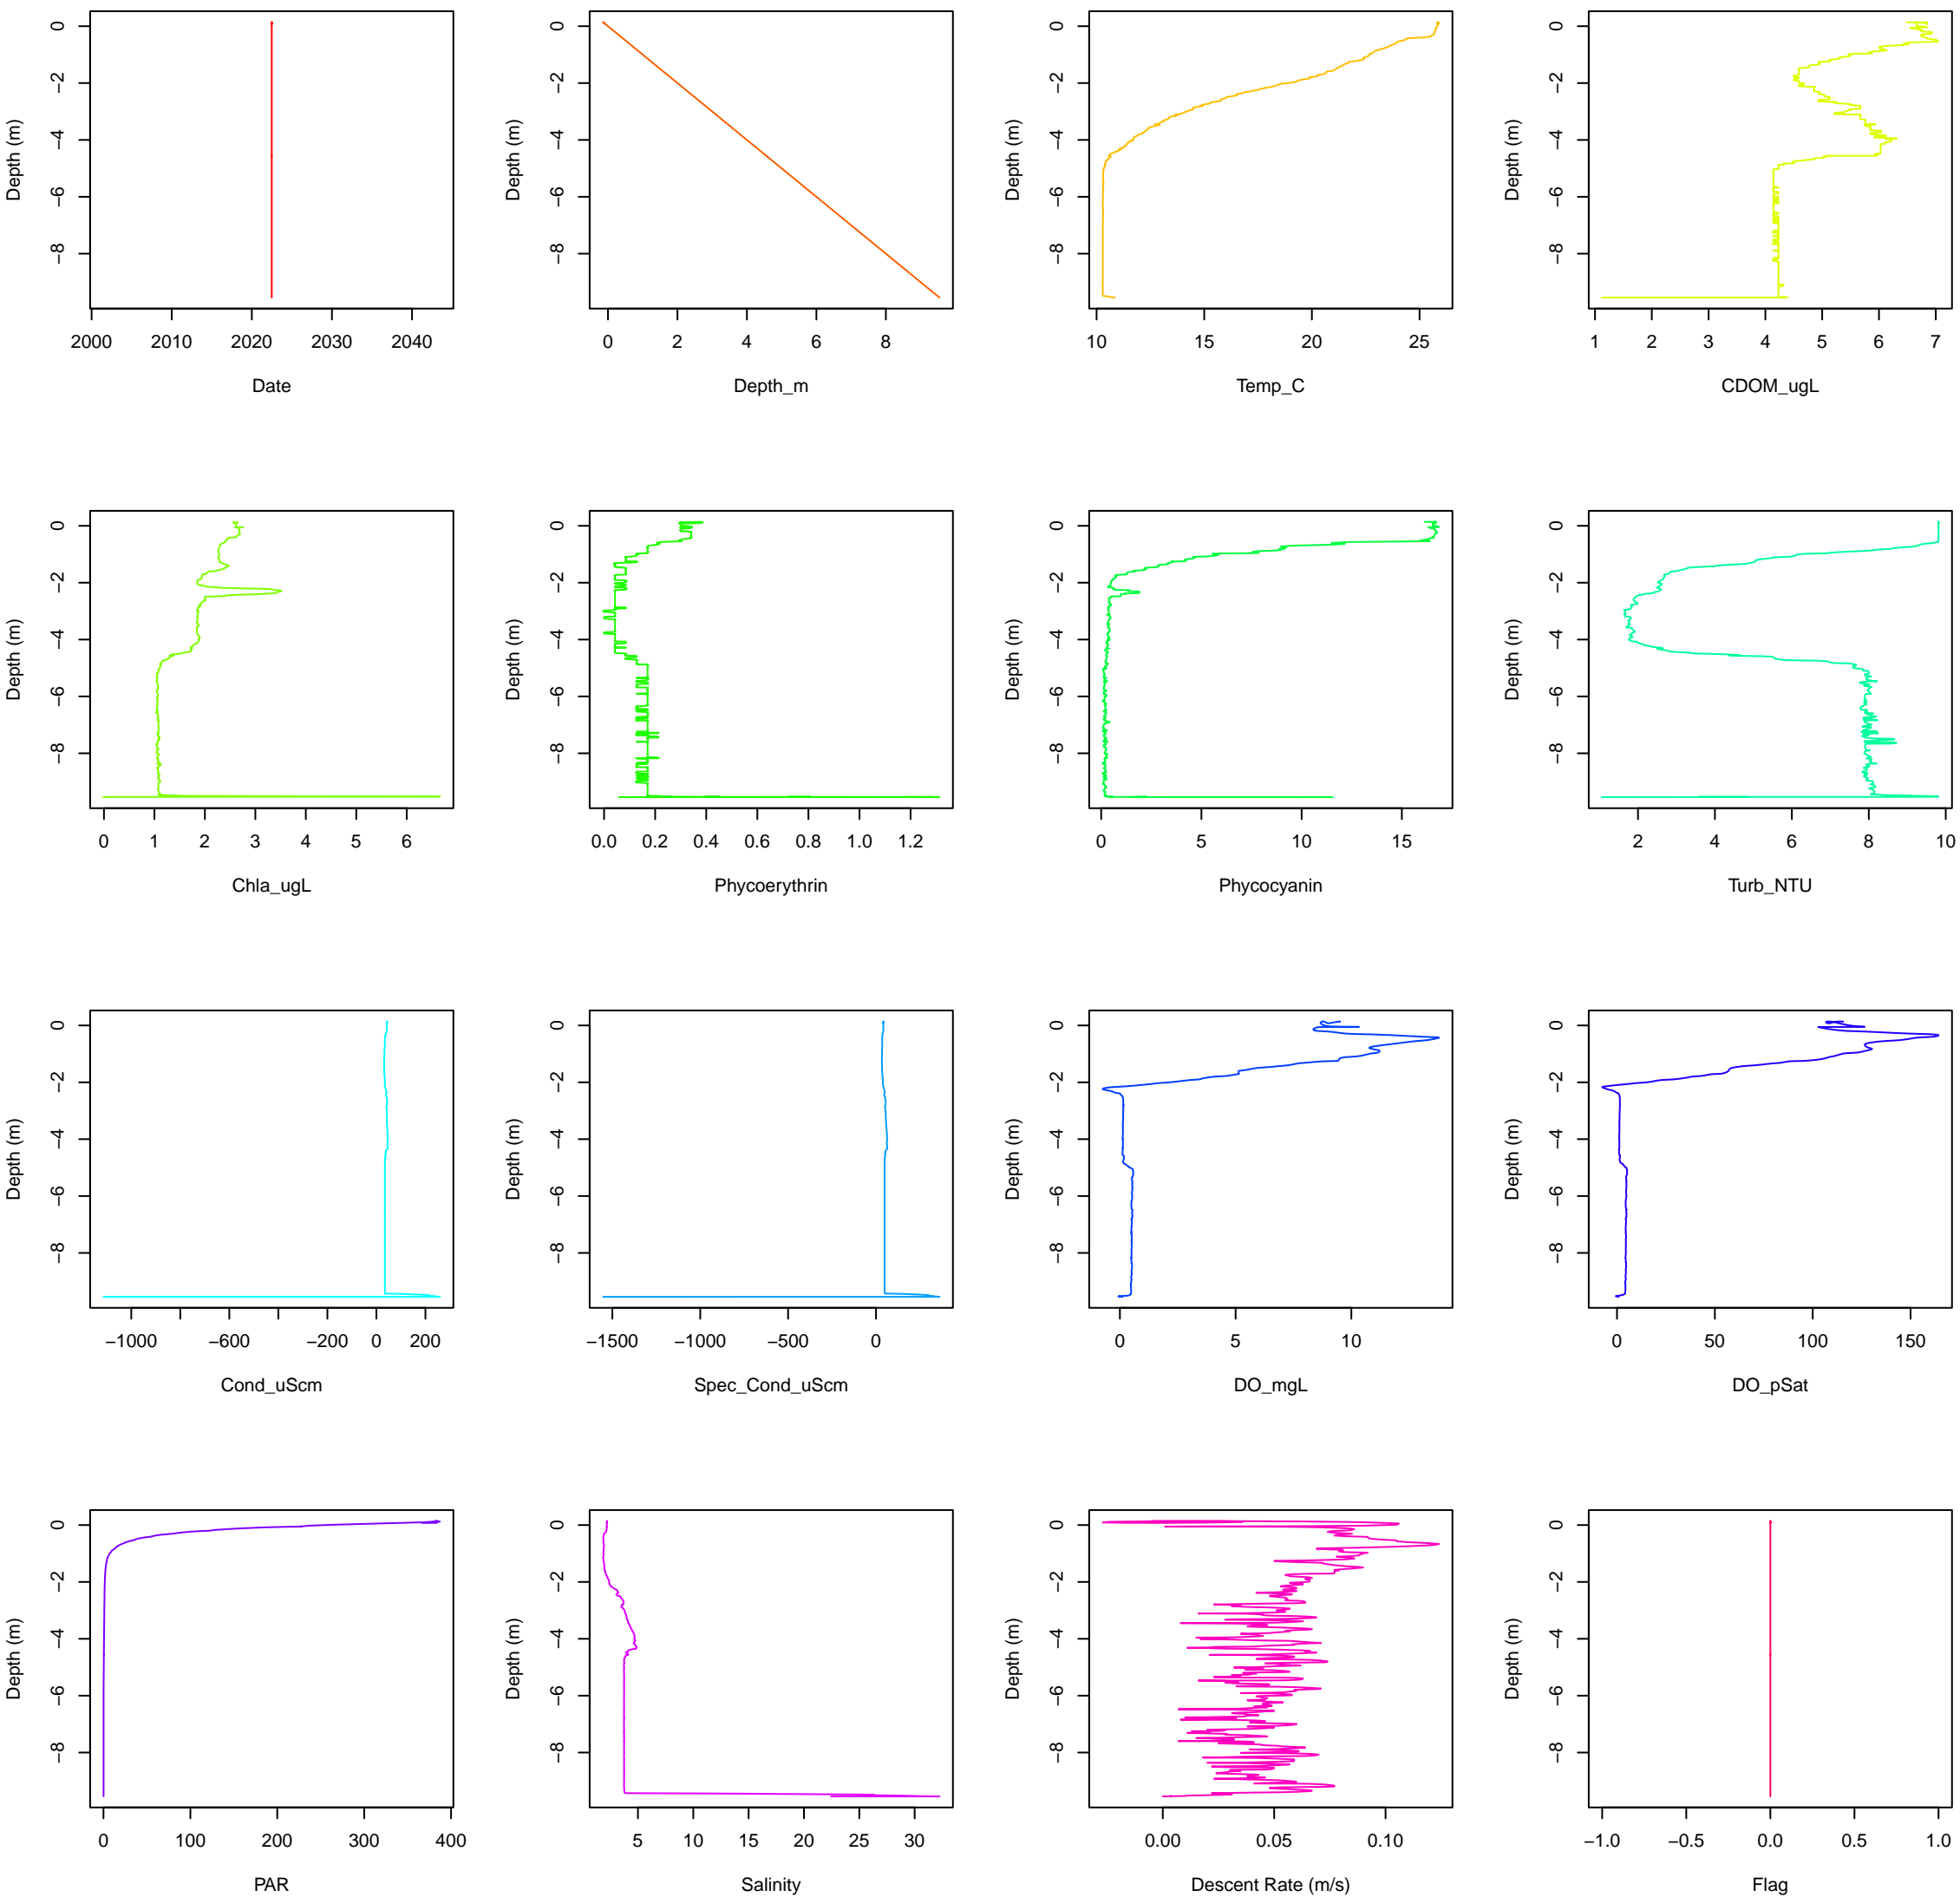 Depth (m)
0
−2
−4
−6
−8
2000 2010 2020 2030 2040
Date
Depth (m)
0
−2
−4
−6
−8
0 2 4 6 8
Depth_m
Depth (m)
0
−2
−4
−6
−8
10 15 20 25
Temp_C
Depth (m)
0
−2
−4
−6
−8
1 2 3 4 5 6 7
CDOM_ugL
Depth (m)
0
−2
−4
−6
−8
0 1 2 3 4 5 6
Chla_ugL
Depth (m)
0
−2
−4
−6
−8
0.0 0.2 0.4 0.6 0.8 1.0 1.2
Phycoerythrin
Depth (m)
0
−2
−4
−6
−8
0 5 10 15
Phycocyanin
Depth (m)
0
−2
−4
−6
−8
2 4 6 8 10
Turb_NTU
Depth (m)
0
−2
−4
−6
−8
−1000 −600 −200 0 200
Cond_uScm
Depth (m)
0
−2
−4
−6
−8
−1500 −1000 −500 0
Spec_Cond_uScm
Depth (m)
0
−2
−4
−6
−8
0 5 10
DO_mgL
Depth (m)
0
−2
−4
−6
−8
0 50 100 150
DO_pSat
Depth (m)
0
−2
−4
−6
−8
0 100 200 300 400
PAR
Depth (m)
0
−2
−4
−6
−8
5 10 15 20 25 30
Salinity
Depth (m)
0
−2
−4
−6
−8
0.00 0.05 0.10
Descent Rate (m/s)
Depth (m)
0
−2
−4
−6
−8
−1.0 −0.5 0.0 0.5 1.0
Flag